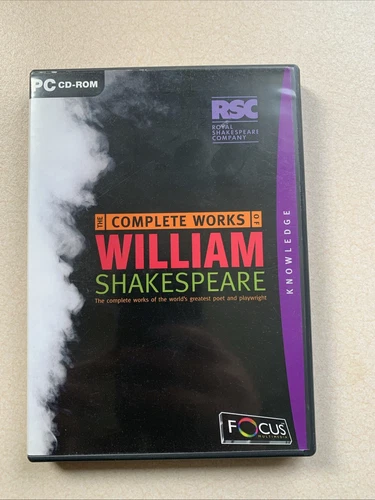 PC CD-ROM
RSC
ROYAL
SHAKESPEARE
COMPANY
THE COMPLETE WORKS OF
WILLIAM
SHAKESPEARE
The complete works of the world's greatest poet and playwright
KNOWLEDGE
FOCUS
MULTIMEDIA